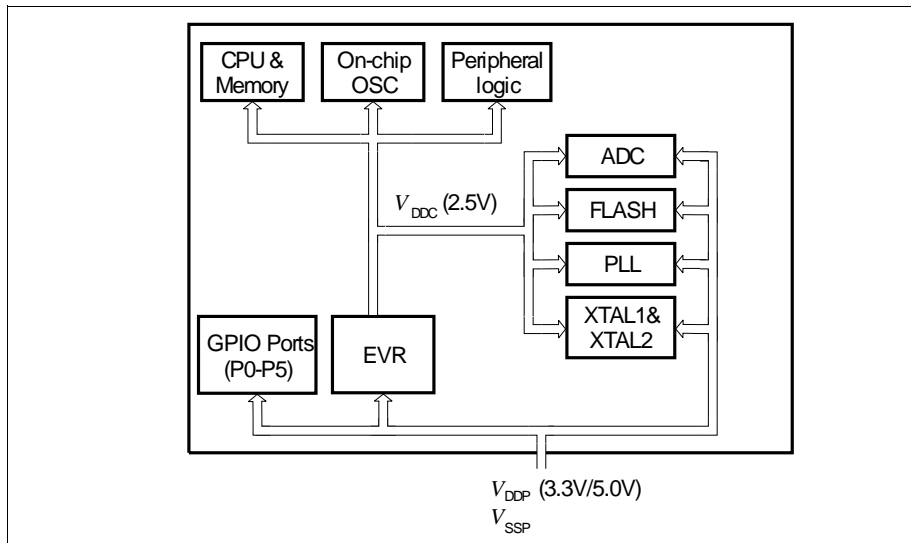 CPU &
Memory
On-chip
OSC
Peripheral
logic
ADC
V DDC (2.5V)
FLASH
PLL
XTAL1&
XTAL2
GPIO Ports
(P0-P5)
EVR
V DDP (3.3V/5.0V)
V SSP